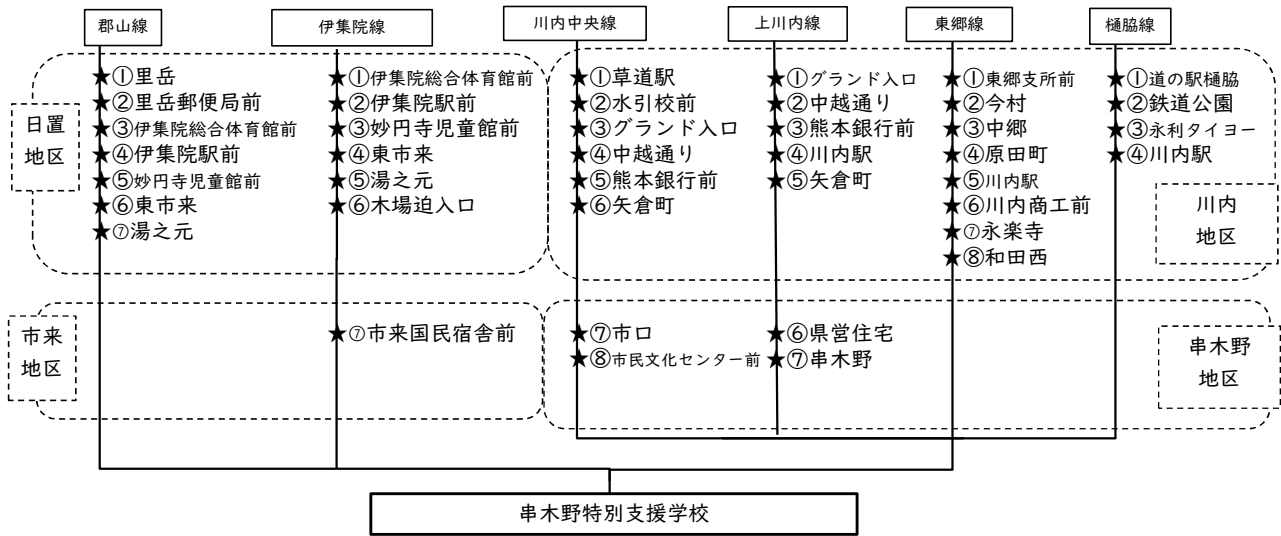 郡山線
伊集院線
川内中央線
上川内線
東郷線
樋脇線
日置
地区
★①里岳
★②里岳郵便局前
★③伊集院総合体育館前
★④伊集院駅前
★⑤妙円寺児童館前
★⑥東市来
★⑦湯之元
★①伊集院総合体育館前
★②伊集院駅前
★③妙円寺児童館前
★④東市来
★⑤湯之元
★⑥木場迫入口
★①草道駅
★②水引校前
★③グランド入口
★④中越通り
★⑤熊本銀行前
★⑥矢倉町
★①グランド入口
★②中越通り
★③熊本銀行前
★④川内駅
★⑤矢倉町
★①東郷支所前
★②今村
★③中郷
★④原田町
★⑤川内駅
★⑥川内商工前
★⑦永楽寺
★⑧和田西
★①道の駅樋脇
★②鉄道公園
★③永利タイヨー
★④川内駅
川内
地区
市来
地区
★⑦市来国民宿舎前
★⑦市口
★⑧市民文化センター前
★⑥県営住宅
★⑦串木野
串木野
地区
串木野特別支援学校